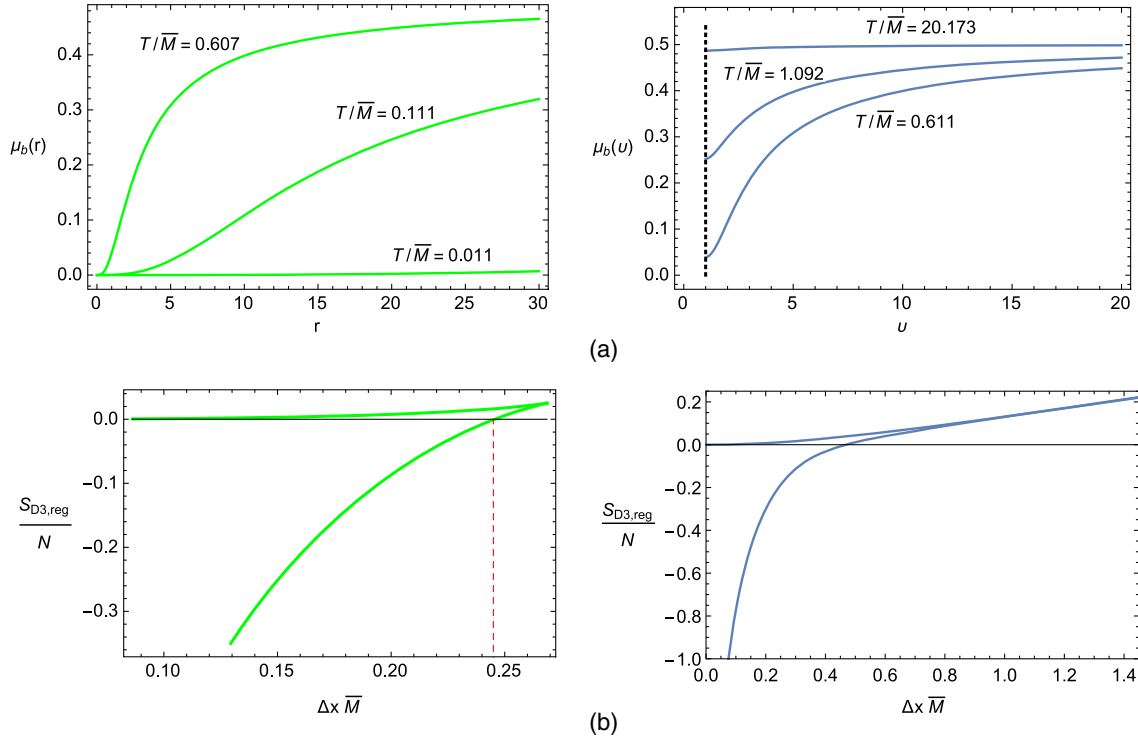 μ_b(r)
0.4
0.3
0.2
0.1
0.0
T/M̅ = 0.607
T/M̅ = 0.111
T/M̅ = 0.011
0 5 10 15 20 25 30
r
μ_b(υ)
0.5
0.4
0.3
0.2
0.1
0.0
T/M̅ = 20.173
T/M̅ = 1.092
T/M̅ = 0.611
0 5 10 15 20
υ
(a)
S_D3,reg
N
0.0
−0.1
−0.2
−0.3
0.10 0.15 0.20 0.25
Δx M̅
S_D3,reg
N
0.2
0.0
−0.2
−0.4
−0.6
−0.8
−1.0
0.0 0.2 0.4 0.6 0.8 1.0 1.2 1.4
Δx M̅
(b)